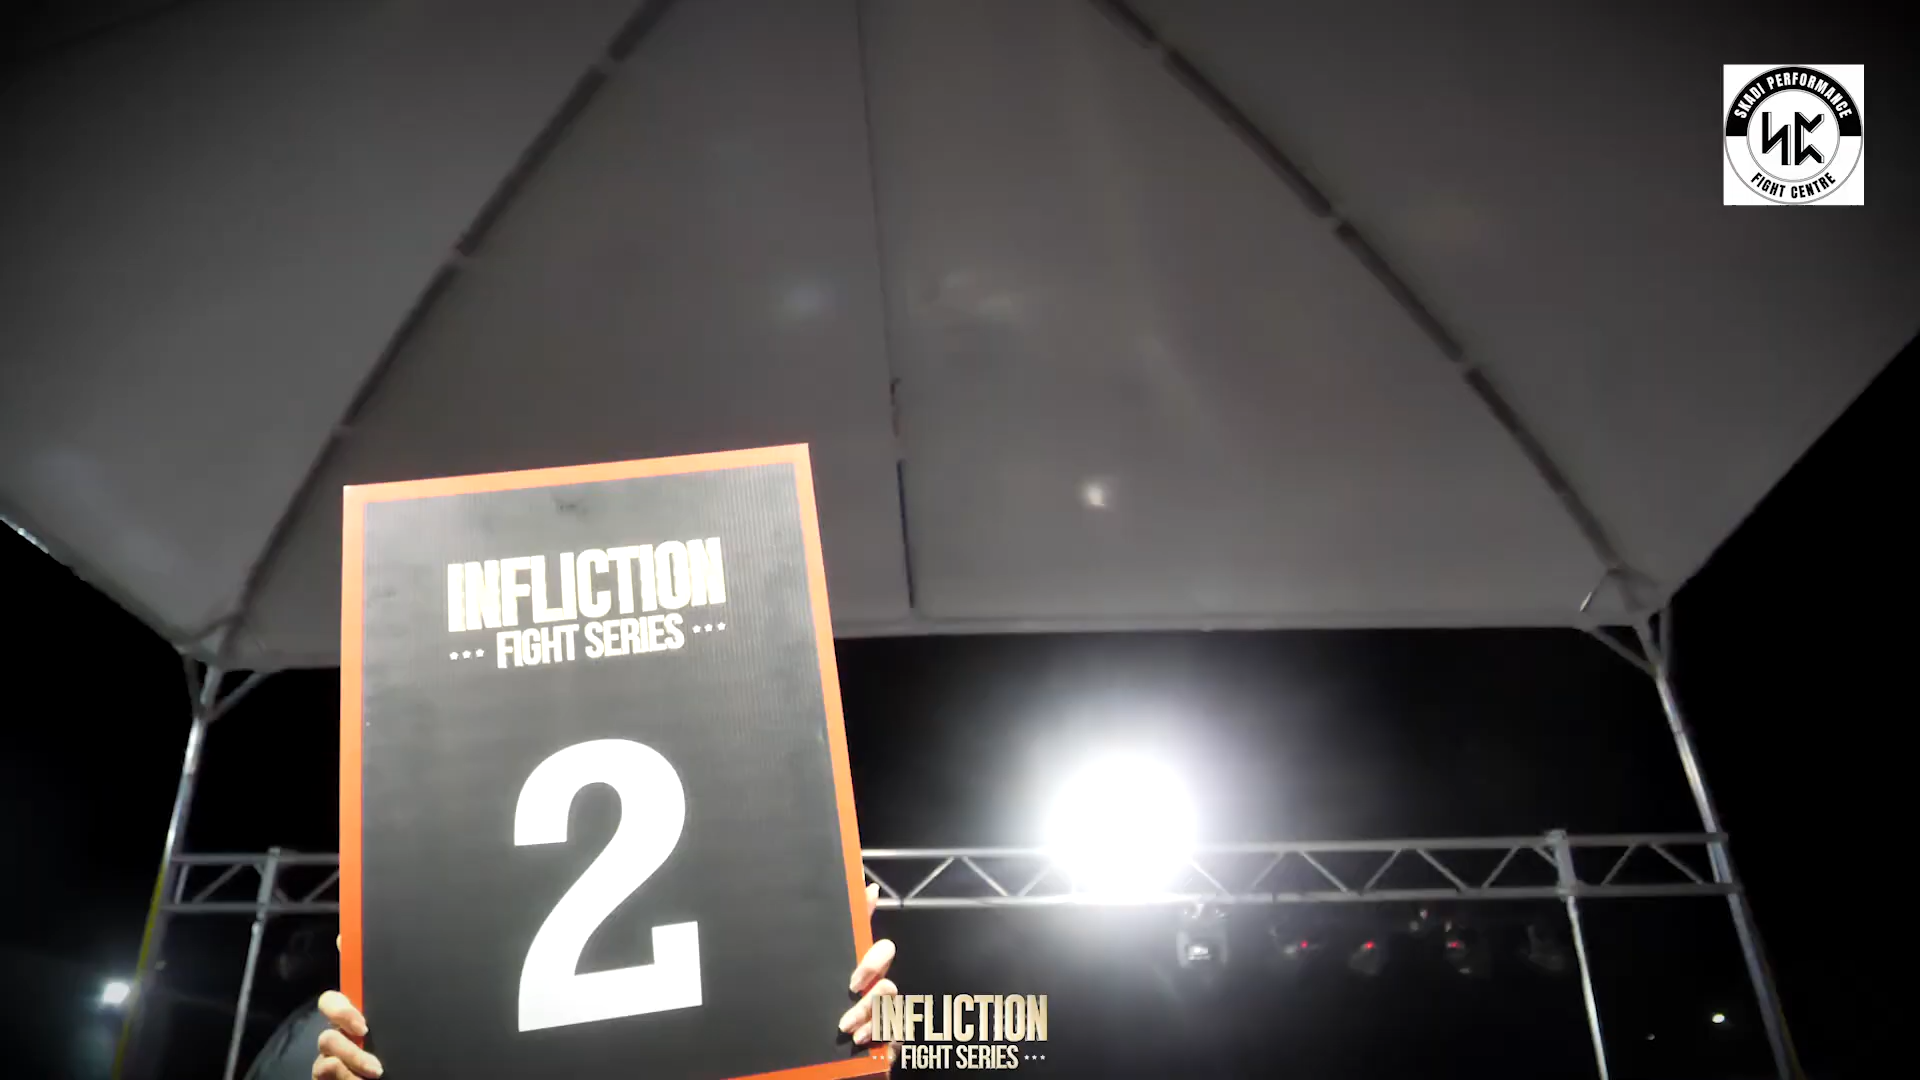 SKADI PERFORMANCE
FIGHT CENTRE
INFLICTION
FIGHT SERIES
2
INFLICTION
FIGHT SERIES